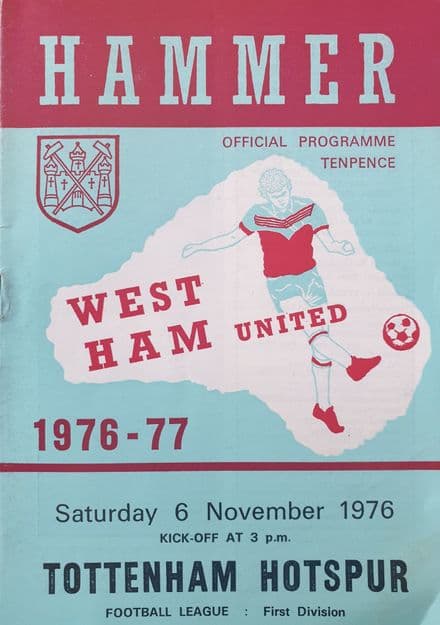 HAMMER
OFFICIAL PROGRAMME
TENPENCE
WEST
HAM UNITED
1976-77
Saturday 6 November 1976
KICK-OFF AT 3 p.m.
TOTTENHAM HOTSPUR
FOOTBALL LEAGUE : First Division